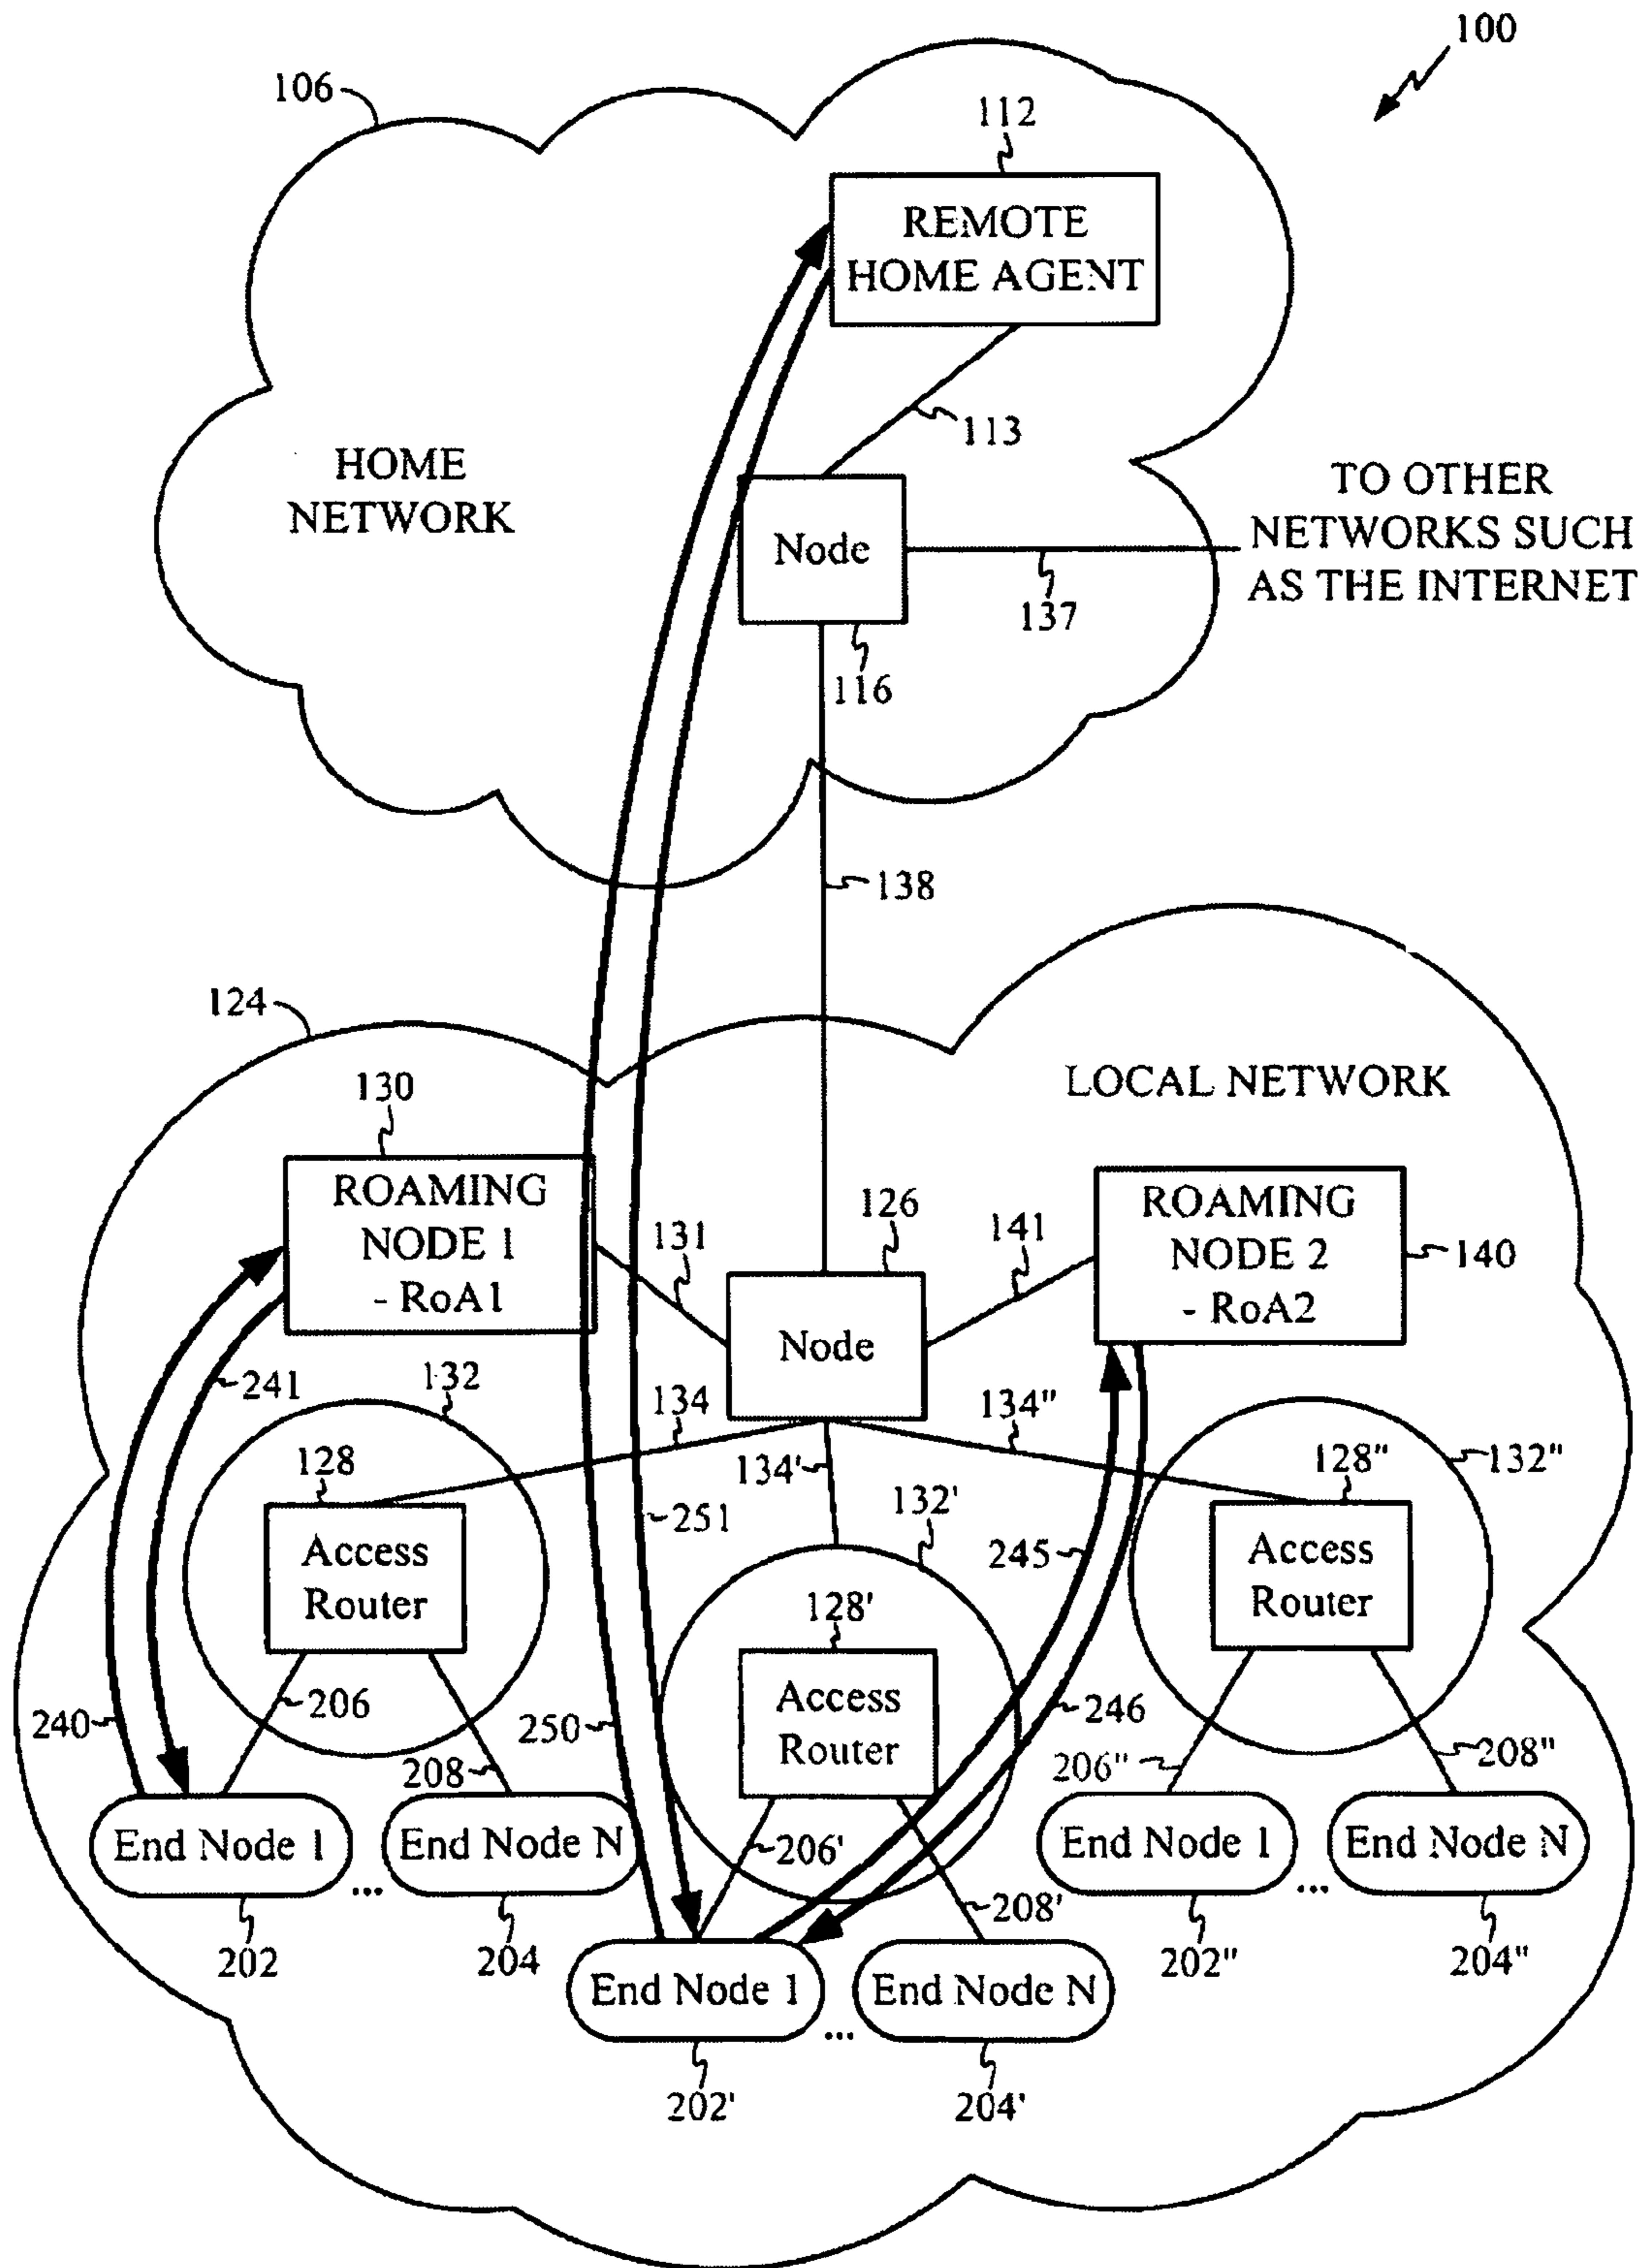 100
106
112
REMOTE
HOME AGENT
113
HOME
NETWORK
TO OTHER
NETWORKS SUCH
AS THE INTERNET
Node
137
116
138
124
LOCAL NETWORK
130
ROAMING
NODE 1
- RoA1
131
126
141
ROAMING
NODE 2
- RoA2
140
Node
241
132
134
134"
134'
128
128"
132"
251
132'
245
Access
Router
Access
Router
128'
206
240
250
Access
Router
246
208
206"
208"
End Node 1
...
End Node N
206'
End Node 1
...
End Node N
208'
202
204
202"
204"
End Node 1
...
End Node N
202'
204'